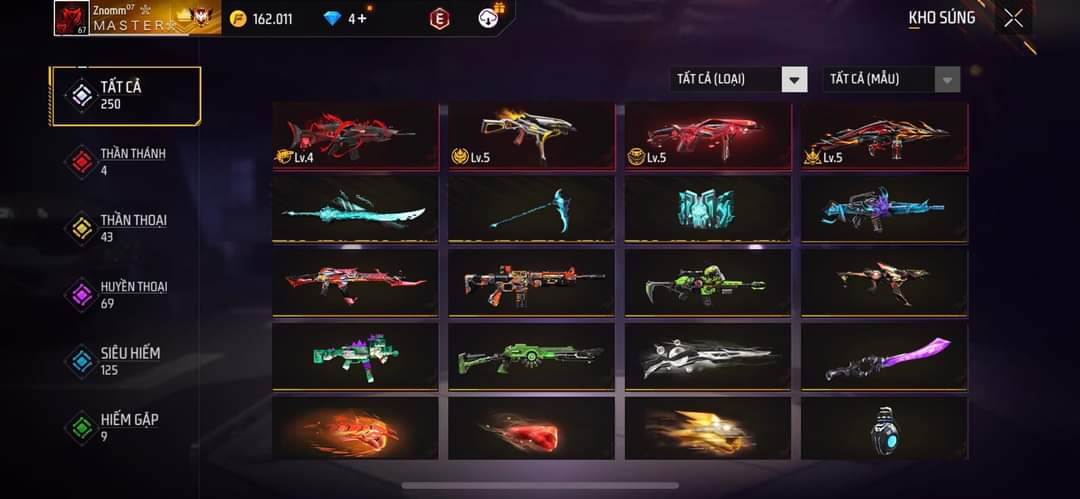 Znomm⁰⁷ ※
MASTER※
67
162.011
4+
E
KHO SÚNG
TẤT CẢ (LOẠI)
TẤT CẢ (MẪU)
TẤT CẢ
250
THẦN THÁNH
4
THẦN THOẠI
43
HUYỀN THOẠI
69
SIÊU HIẾM
125
HIẾM GẶP
9
Lv.4
Lv.5
Lv.5
Lv.5